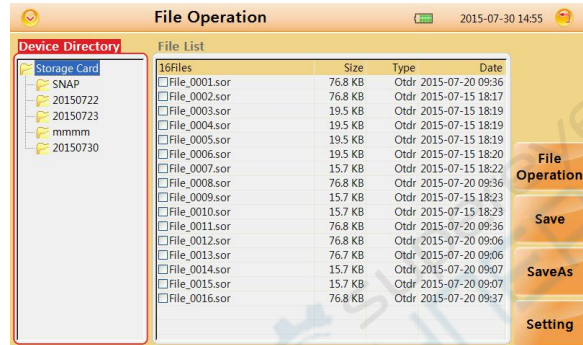 File Operation
2015-07-30 14:55
Device Directory
File List
Storage Card
SNAP
20150722
20150723
mmmm
20150730
16Files Size Type Date
File_0001.sor 76.8 KB Otdr 2015-07-20 09:36
File_0002.sor 76.8 KB Otdr 2015-07-15 18:17
File_0003.sor 19.5 KB Otdr 2015-07-15 18:19
File_0004.sor 19.5 KB Otdr 2015-07-15 18:19
File_0005.sor 19.5 KB Otdr 2015-07-15 18:19
File_0006.sor 19.5 KB Otdr 2015-07-15 18:20
File_0007.sor 15.7 KB Otdr 2015-07-15 18:22
File_0008.sor 76.8 KB Otdr 2015-07-20 09:36
File_0009.sor 15.7 KB Otdr 2015-07-15 18:23
File_0010.sor 15.7 KB Otdr 2015-07-15 18:23
File_0011.sor 76.8 KB Otdr 2015-07-20 09:36
File_0012.sor 76.8 KB Otdr 2015-07-20 09:06
File_0013.sor 76.7 KB Otdr 2015-07-20 09:06
File_0014.sor 15.7 KB Otdr 2015-07-20 09:07
File_0015.sor 15.7 KB Otdr 2015-07-20 09:07
File_0016.sor 76.8 KB Otdr 2015-07-20 09:37
File
Operation
Save
SaveAs
Setting